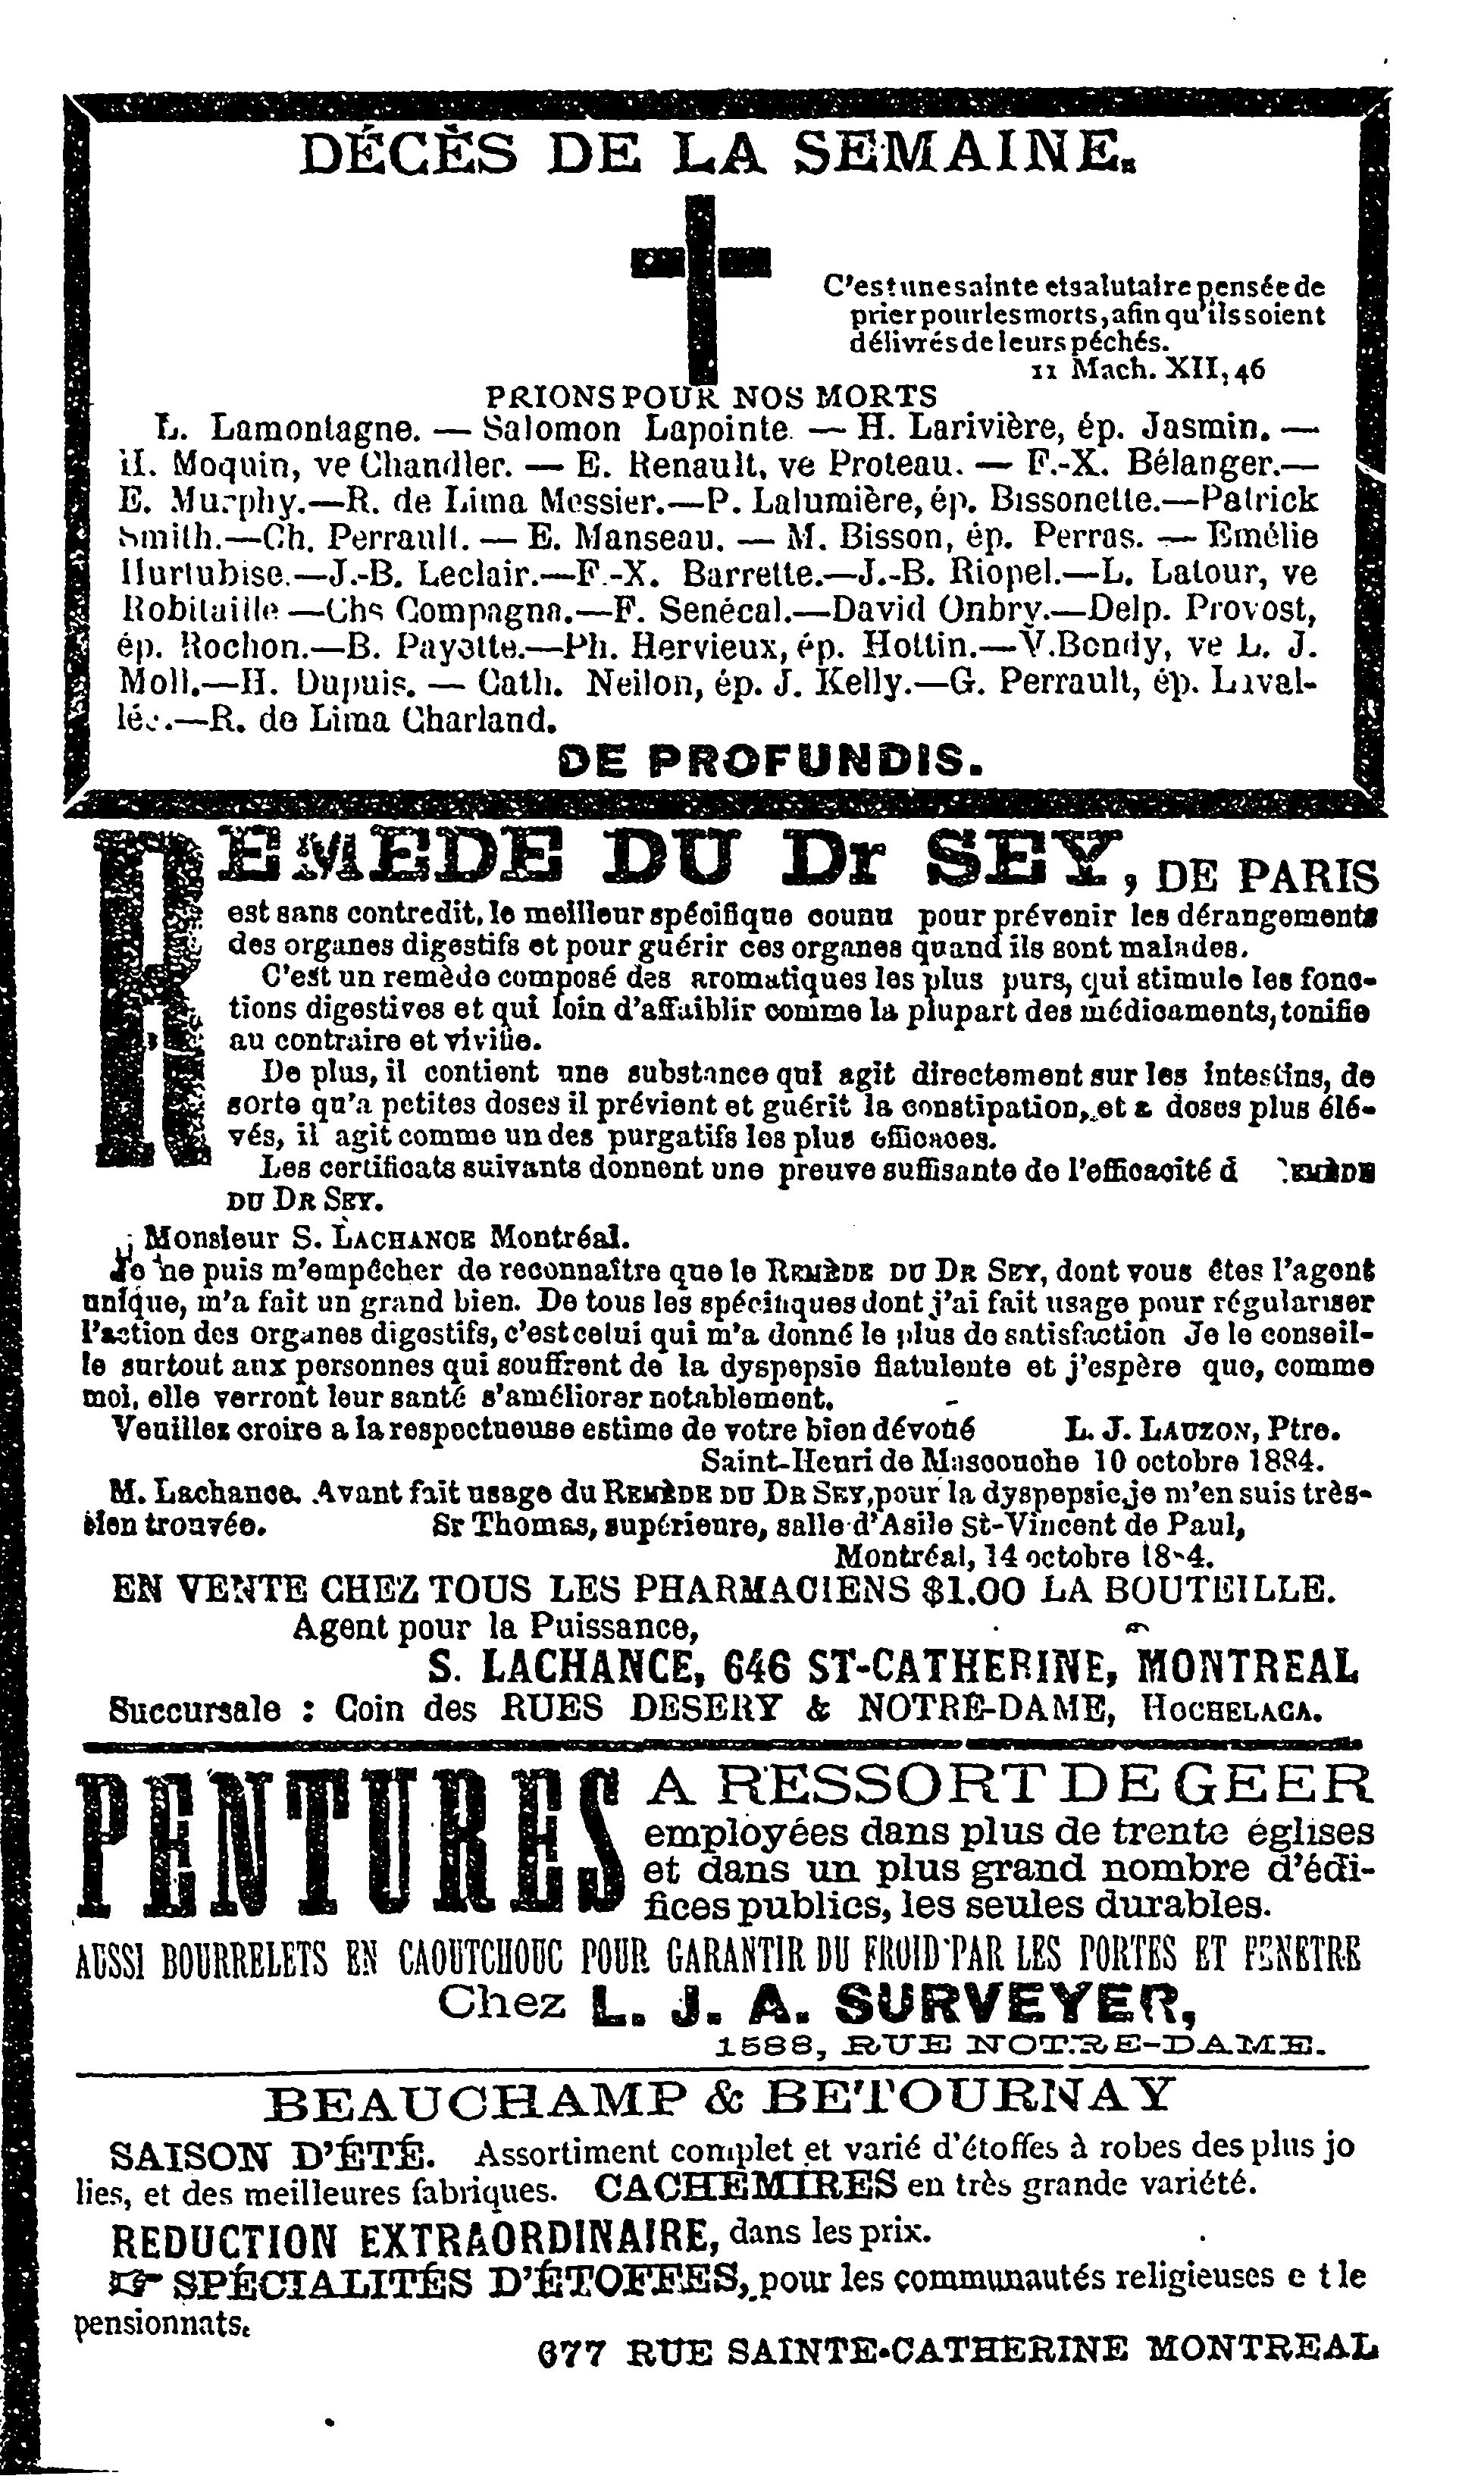 DÉCÈS DE LA SEMAINE.
C'est une sainte et salutaire pensée de
prier pour les morts, afin qu'ils soient
délivrés de leurs péchés.
II Mach. XII, 46
PRIONS POUR NOS MORTS
L. Lamontagne. — Salomon Lapointe. — H. Larivière, ép. Jasmin. —
H. Moquin, ve Chandler. — E. Renault, ve Proteau. — F.-X. Bélanger.—
E. Murphy.—R. de Lima Messier.—P. Lalumière, ép. Bissonette.—Patrick
Smith.—Ch. Perrault. — E. Manseau. — M. Bisson, ép. Perras. — Emélie
Hurtubise.—J.-B. Leclair.—F.-X. Barrette.—J.-B. Riopel.—L. Latour, ve
Robitaille —Chs Compagna.—F. Senécal.—David Onbry.—Delp. Provost,
ép. Rochon.—B. Payette.—Ph. Hervieux, ép. Hottin.—V. Bondy, ve L. J.
Moll.—H. Dupuis. — Cath. Neilon, ép. J. Kelly.—G. Perrault, ép. Laval-
lée.—R. de Lima Charland.
DE PROFUNDIS.
REMEDE DU Dr SEY, DE PARIS
est sans contredit, le meilleur spécifique counu pour prévenir les dérangements
des organes digestifs et pour guérir ces organes quand ils sont malades.
C'est un remède composé des aromatiques les plus purs, qui stimule les fonc-
tions digestives et qui loin d'affaiblir comme la plupart des médicaments, tonifie
au contraire et vivifie.
De plus, il contient une substance qui agit directement sur les intestins, de
sorte qu'a petites doses il prévient et guérit la constipation, et a doses plus élé-
vés, il agit comme un des purgatifs les plus efficaces.
Les certificats suivants donnent une preuve suffisante de l'efficacité d REMÈDE
DU DR SEY.
Monsieur S. LACHANCE Montréal.
Je ne puis m'empêcher de reconnaître que le REMÈDE DU DR SEY, dont vous êtes l'agent
unique, m'a fait un grand bien. De tous les spécifiques dont j'ai fait usage pour régulariser
l'action des organes digestifs, c'est celui qui m'a donné le plus de satisfaction Je le conseil-
le surtout aux personnes qui souffrent de la dyspepsie flatulente et j'espère que, comme
moi, elle verront leur santé s'améliorer notablement.
Veuillez croire a la respectueuse estime de votre bien dévoué L. J. LAUZON, Ptre.
Saint-Henri de Mascouche 10 octobre 1884.
M. Lachance. Avant fait usage du REMÈDE DU DR SEY, pour la dyspepsie, je m'en suis très-
bien trouvée. Sr Thomas, supérieure, salle d'Asile St-Vincent de Paul,
Montréal, 14 octobre 1884.
EN VENTE CHEZ TOUS LES PHARMACIENS $1.00 LA BOUTEILLE.
Agent pour la Puissance,
S. LACHANCE, 646 ST-CATHERINE, MONTREAL
Succursale : Coin des RUES DESERY & NOTRE-DAME, HOCHELAGA.
PENTURES A RESSORT DE GEER
employées dans plus de trente églises
et dans un plus grand nombre d'édi-
fices publics, les seules durables.
AUSSI BOURRELETS EN CAOUTCHOUC POUR GARANTIR DU FROID PAR LES PORTES ET FENETRE
Chez L. J. A. SURVEYER,
1588, RUE NOTRE-DAME.
BEAUCHAMP & BETOURNAY
SAISON D'ÉTÉ. Assortiment complet et varié d'étoffes à robes des plus jo
lies, et des meilleures fabriques. CACHEMIRES en très grande variété.
REDUCTION EXTRAORDINAIRE, dans les prix.
☞ SPÉCIALITÉS D'ÉTOFFES, pour les communautés religieuses e t le
pensionnats.
677 RUE SAINTE-CATHERINE MONTREAL